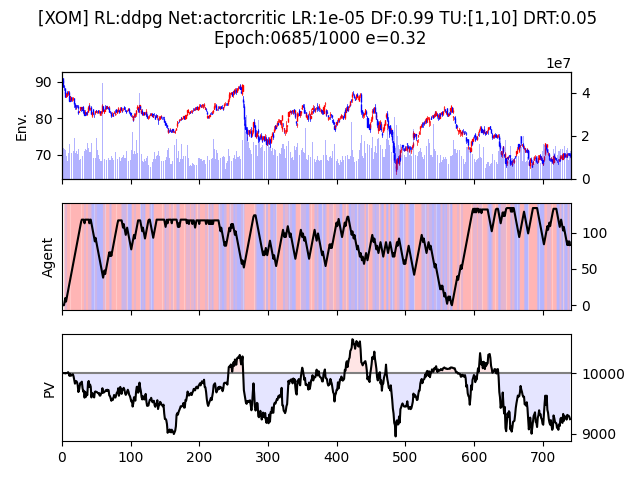 [XOM] RL:ddpg Net:actorcritic LR:1e-05 DF:0.99 TU:[1,10] DRT:0.05
Epoch:0685/1000 e=0.32
1e7
90
80
70
Env.
4
2
0
Agent
100
50
0
PV
10000
9000
0 100 200 300 400 500 600 700